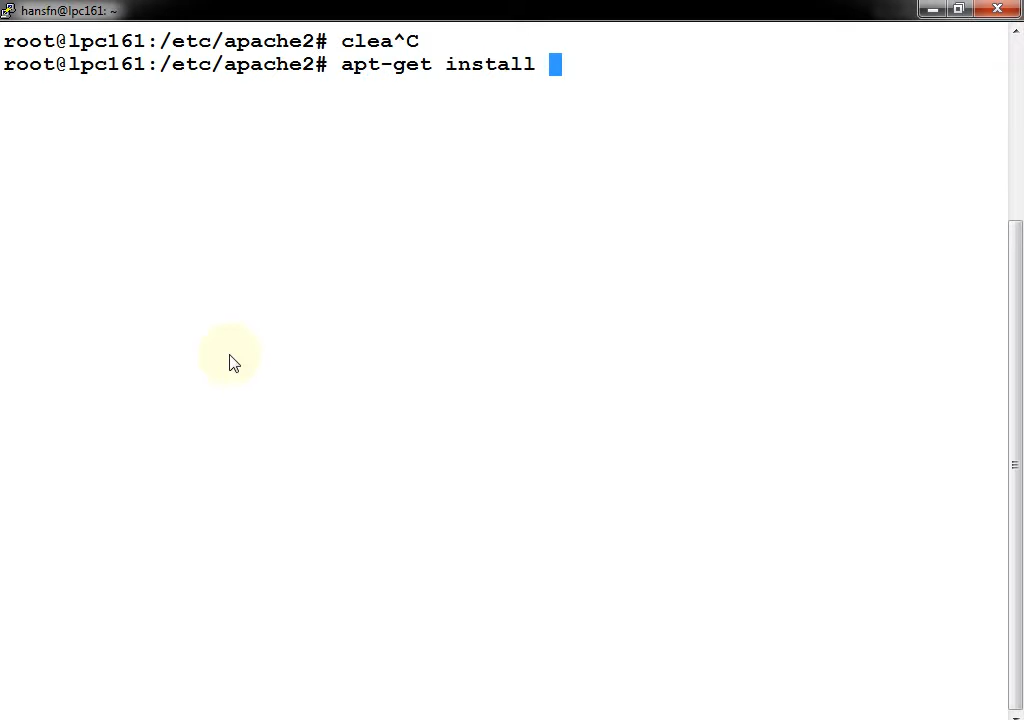 hansfn@lpc161: ~
root@lpc161:/etc/apache2# clea^C
root@lpc161:/etc/apache2# apt-get install